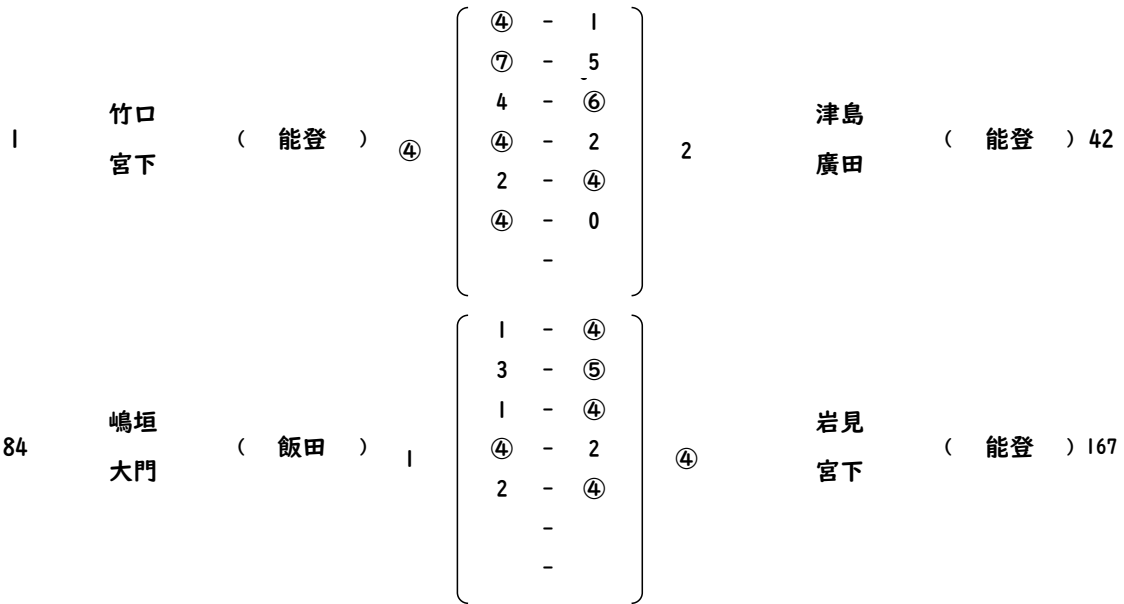 ④ - 1
⑦ - 5
4 - ⑥
④ - 2
2 - ④
④ - 0
-
1 竹口 宮下 ( 能登 ) ④ 2 津島 廣田 ( 能登 ) 42
1 - ④
3 - ⑤
1 - ④
④ - 2
2 - ④
-
-
84 嶋垣 大門 ( 飯田 ) 1 ④ 岩見 宮下 ( 能登 ) 167